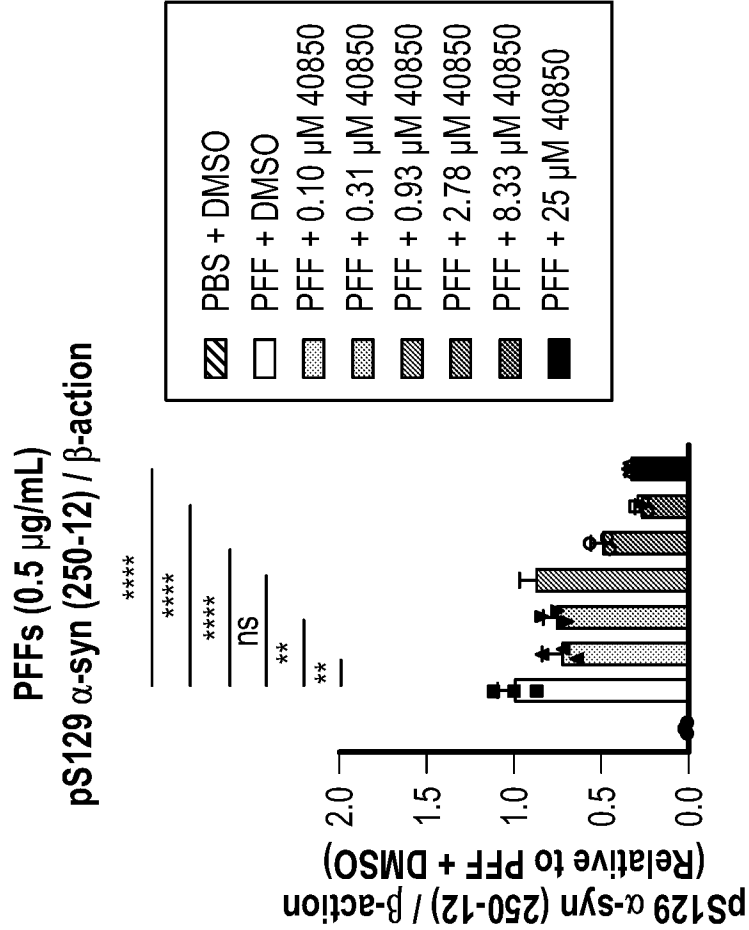 PFFs (0.5 μg/mL)
pS129 α-syn (250-12) / β-action
****
****
****
ns
**
**
pS129 α-syn (250-12) / β-action
(Relative to PFF + DMSO)
2.0
1.5
1.0
0.5
0.0
PBS + DMSO
PFF + DMSO
PFF + 0.10 μM 40850
PFF + 0.31 μM 40850
PFF + 0.93 μM 40850
PFF + 2.78 μM 40850
PFF + 8.33 μM 40850
PFF + 25 μM 40850